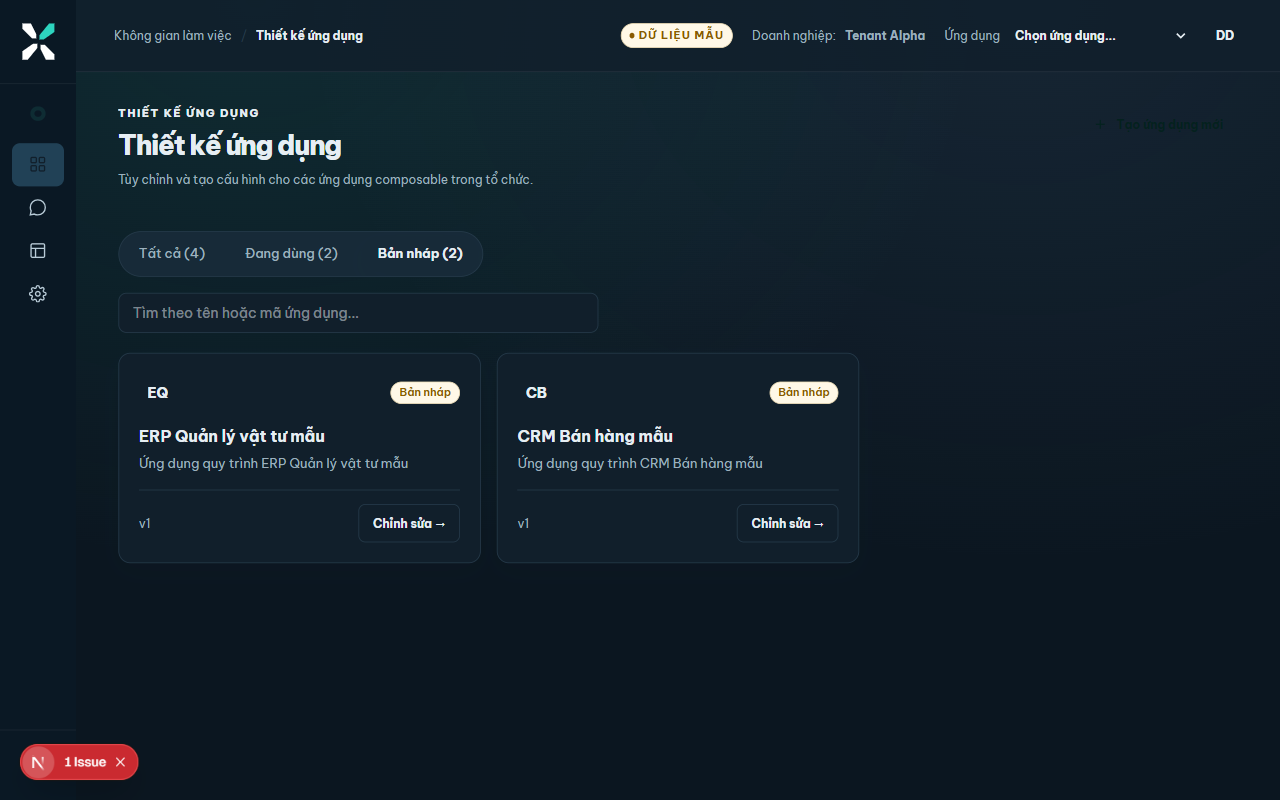 Không gian làm việc / Thiết kế ứng dụng
DỮ LIỆU MẪU
Doanh nghiệp: Tenant Alpha
Ứng dụng Chọn ứng dụng...
DD
THIẾT KẾ ỨNG DỤNG
Thiết kế ứng dụng
+ Tạo ứng dụng mới
Tùy chỉnh và tạo cấu hình cho các ứng dụng composable trong tổ chức.
Tất cả (4) Đang dùng (2) Bản nháp (2)
Tìm theo tên hoặc mã ứng dụng...
EQ
Bản nháp
ERP Quản lý vật tư mẫu
Ứng dụng quy trình ERP Quản lý vật tư mẫu
v1
Chỉnh sửa →
CB
Bản nháp
CRM Bán hàng mẫu
Ứng dụng quy trình CRM Bán hàng mẫu
v1
Chỉnh sửa →
N 1 Issue